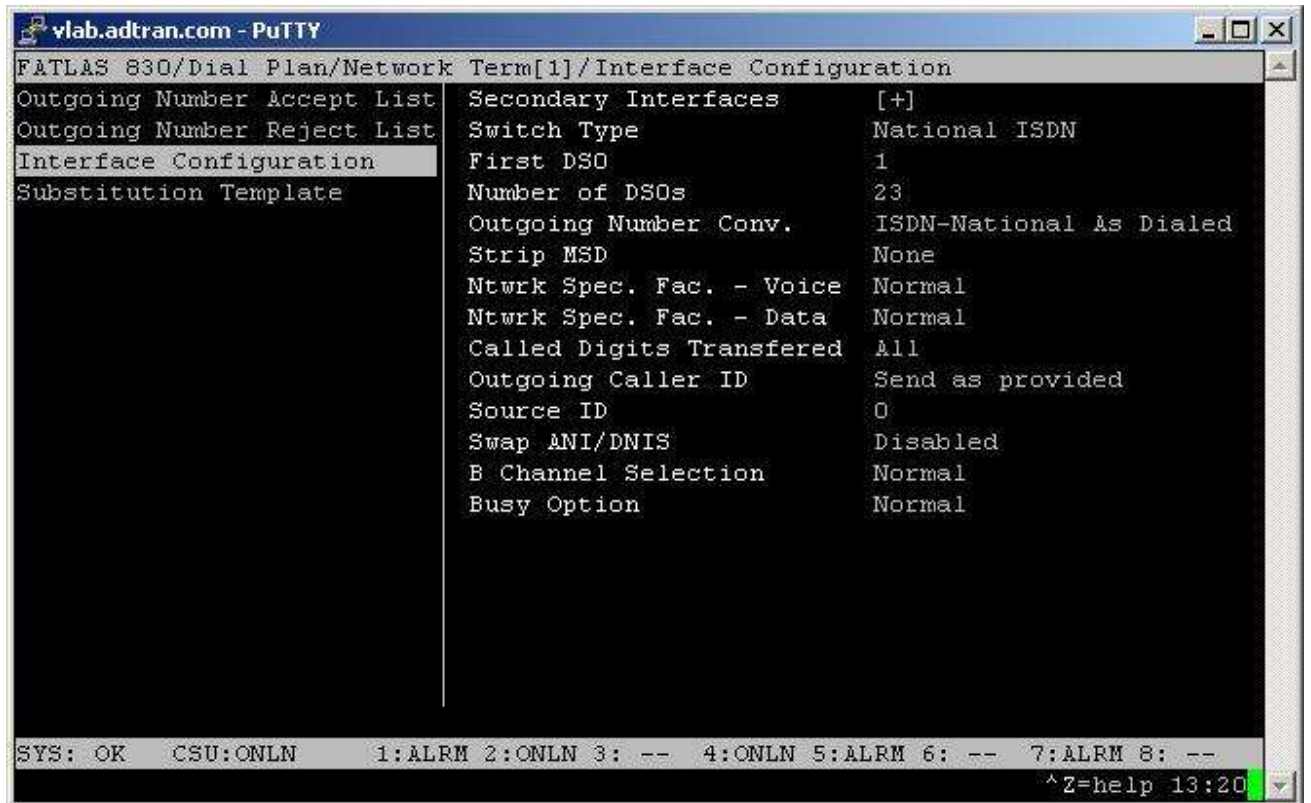 vlab.adtran.com - PuTTY
FATLAS 830/Dial Plan/Network Term[1]/Interface Configuration
Outgoing Number Accept List
Outgoing Number Reject List
Interface Configuration
Substitution Template
Secondary Interfaces [+]
Switch Type National ISDN
First DS0 1
Number of DS0s 23
Outgoing Number Conv. ISDN-National As Dialed
Strip MSD None
Ntwrk Spec. Fac. - Voice Normal
Ntwrk Spec. Fac. - Data Normal
Called Digits Transfered All
Outgoing Caller ID Send as provided
Source ID 0
Swap ANI/DNIS Disabled
B Channel Selection Normal
Busy Option Normal
SYS: OK CSU:ONLN 1:ALRM 2:ONLN 3: -- 4:ONLN 5:ALRM 6: -- 7:ALRM 8: --
^Z=help 13:20